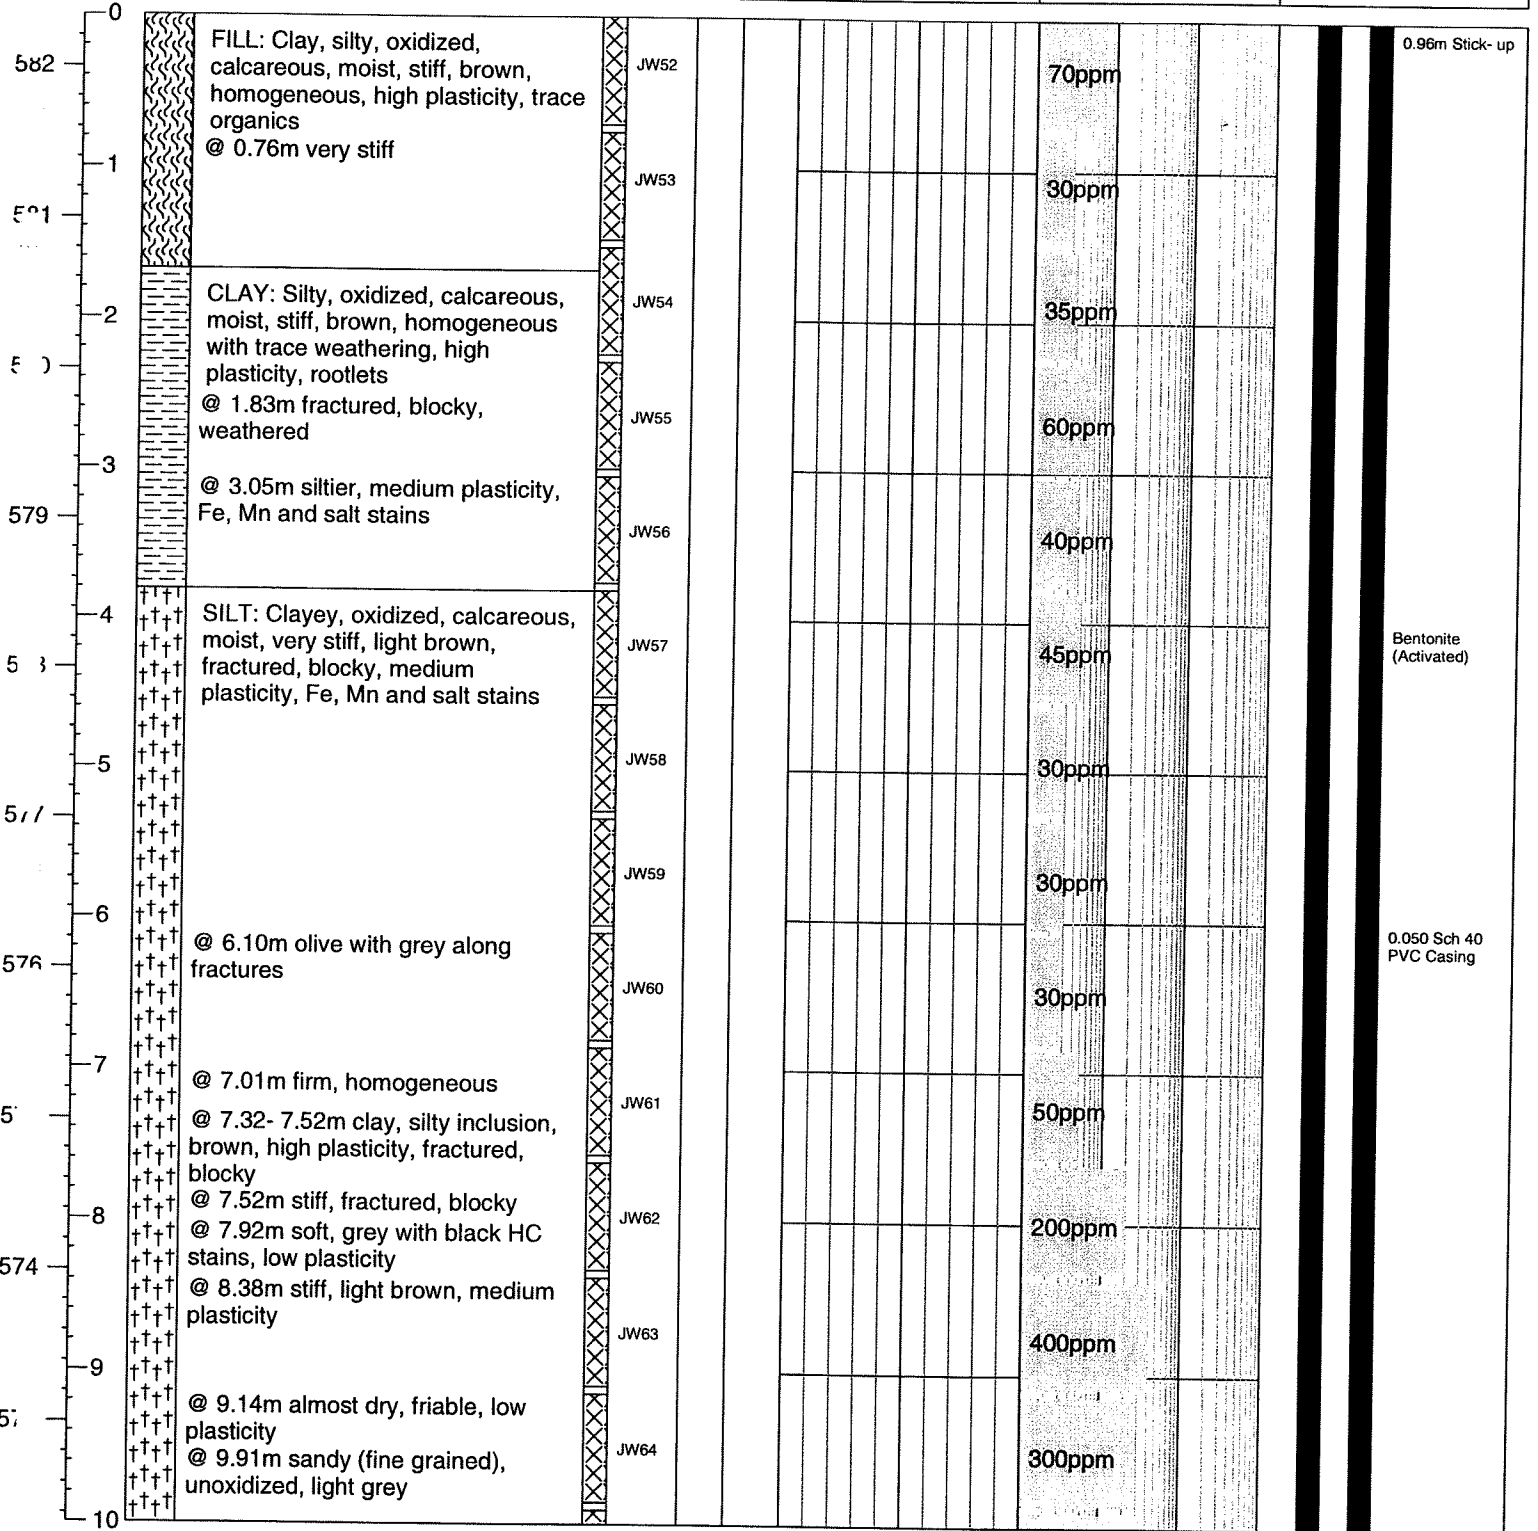 0
582
1
2
3
579
4
5
6
576
7
8
574
9
10
FILL: Clay, silty, oxidized,
calcareous, moist, stiff, brown,
homogeneous, high plasticity, trace
organics
@ 0.76m very stiff
CLAY: Silty, oxidized, calcareous,
moist, stiff, brown, homogeneous
with trace weathering, high
plasticity, rootlets
@ 1.83m fractured, blocky,
weathered
@ 3.05m siltier, medium plasticity,
Fe, Mn and salt stains
SILT: Clayey, oxidized, calcareous,
moist, very stiff, light brown,
fractured, blocky, medium
plasticity, Fe, Mn and salt stains
@ 6.10m olive with grey along
fractures
@ 7.01m firm, homogeneous
@ 7.32- 7.52m clay, silty inclusion,
brown, high plasticity, fractured,
blocky
@ 7.52m stiff, fractured, blocky
@ 7.92m soft, grey with black HC
stains, low plasticity
@ 8.38m stiff, light brown, medium
plasticity
@ 9.14m almost dry, friable, low
plasticity
@ 9.91m sandy (fine grained),
unoxidized, light grey
JW52
JW53
JW54
JW55
JW56
JW57
JW58
JW59
JW60
JW61
JW62
JW63
JW64
70ppm
30ppm
35ppm
60ppm
40ppm
45ppm
30ppm
30ppm
30ppm
50ppm
200ppm
400ppm
300ppm
0.96m Stick- up
Bentonite
(Activated)
0.050 Sch 40
PVC Casing